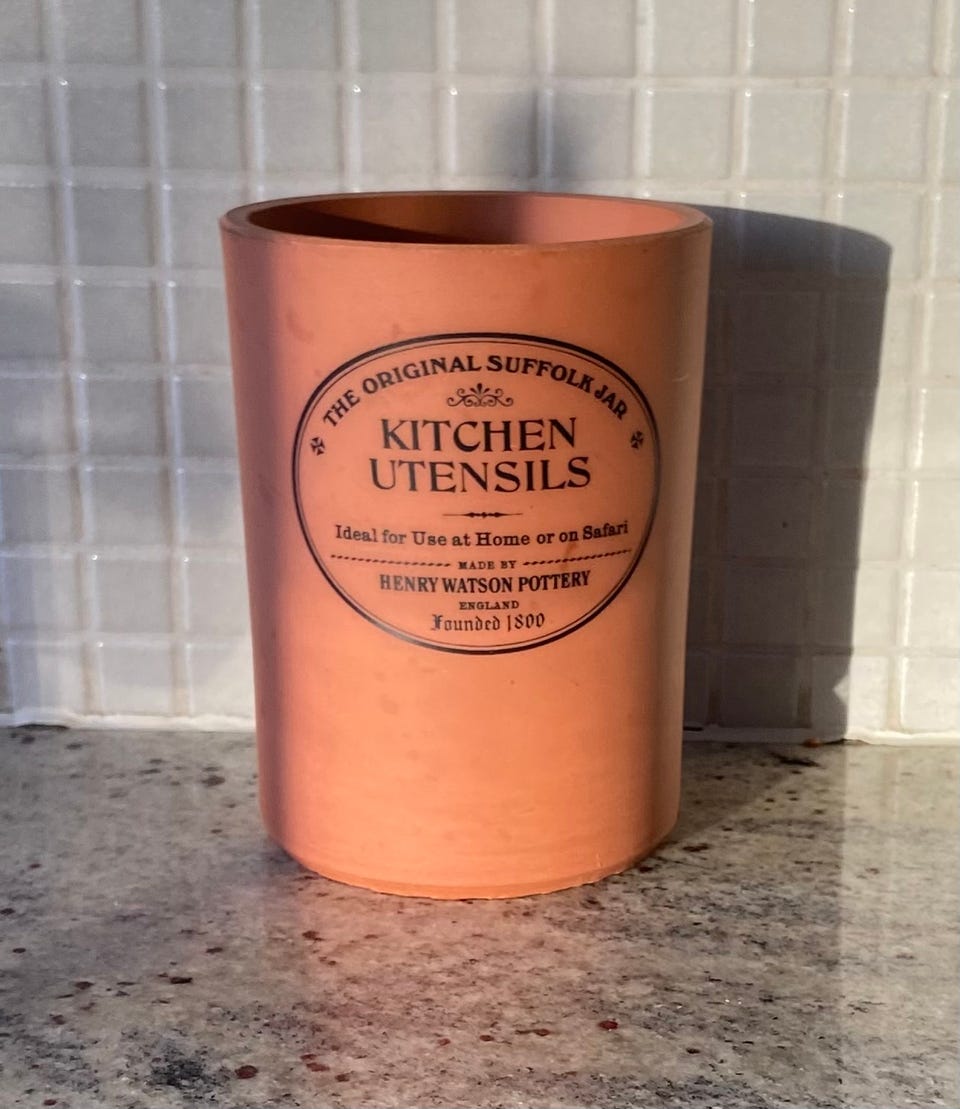 THE ORIGINAL SUFFOLK JAR
KITCHEN
UTENSILS
Ideal for Use at Home or on Safari
MADE BY
HENRY WATSON POTTERY
ENGLAND
Founded 1800